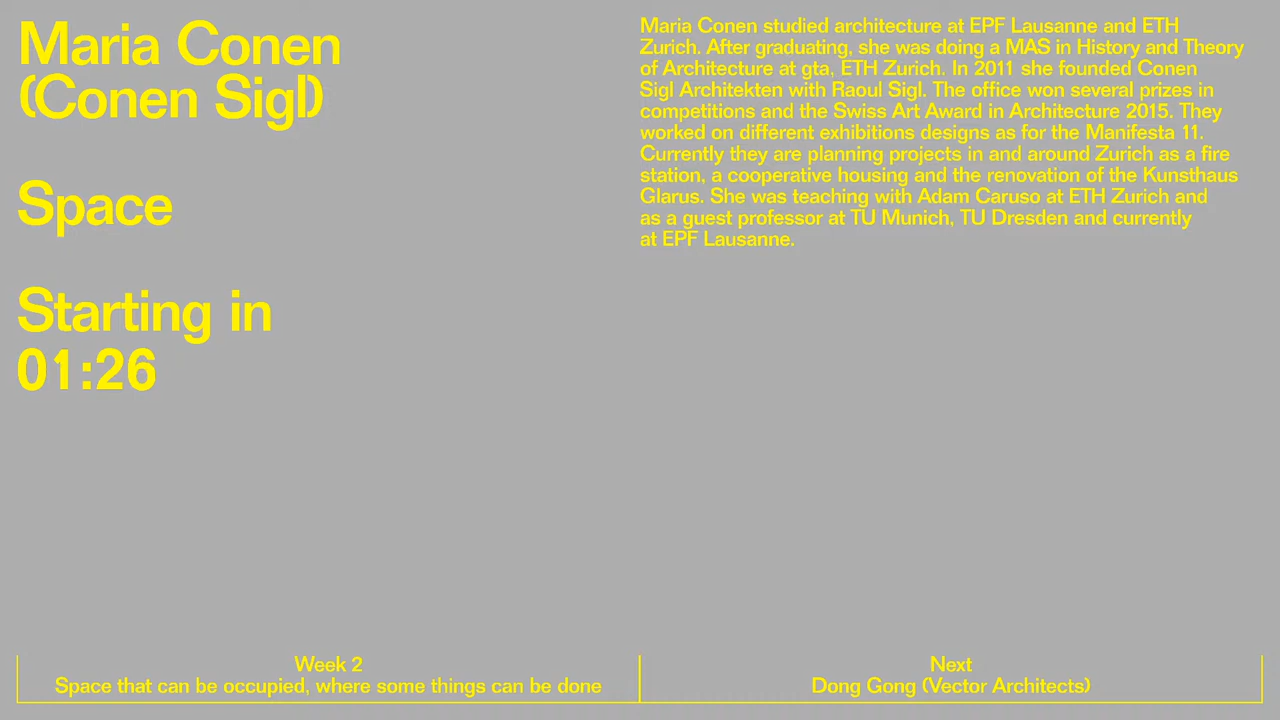 Maria Conen
(Conen Sigl)
Space
Starting in
01:26
Maria Conen studied architecture at EPF Lausanne and ETH
Zurich. After graduating, she was doing a MAS in History and Theory
of Architecture at gta, ETH Zurich. In 2011 she founded Conen
Sigl Architekten with Raoul Sigl. The office won several prizes in
competitions and the Swiss Art Award in Architecture 2015. They
worked on different exhibitions designs as for the Manifesta 11.
Currently they are planning projects in and around Zurich as a fire
station, a cooperative housing and the renovation of the Kunsthaus
Glarus. She was teaching with Adam Caruso at ETH Zurich and
as a guest professor at TU Munich, TU Dresden and currently
at EPF Lausanne.
Week 2
Space that can be occupied, where some things can be done
Next
Dong Gong (Vector Architects)